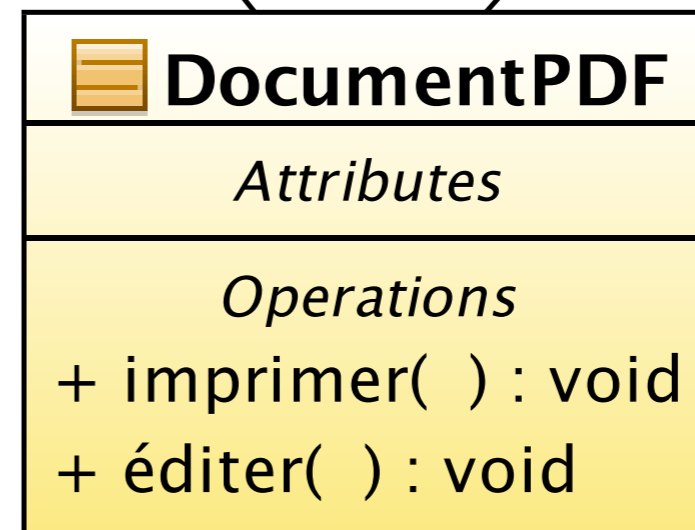 DocumentPDF
Attributes
Operations
+ imprimer( ) : void
+ éditer( ) : void